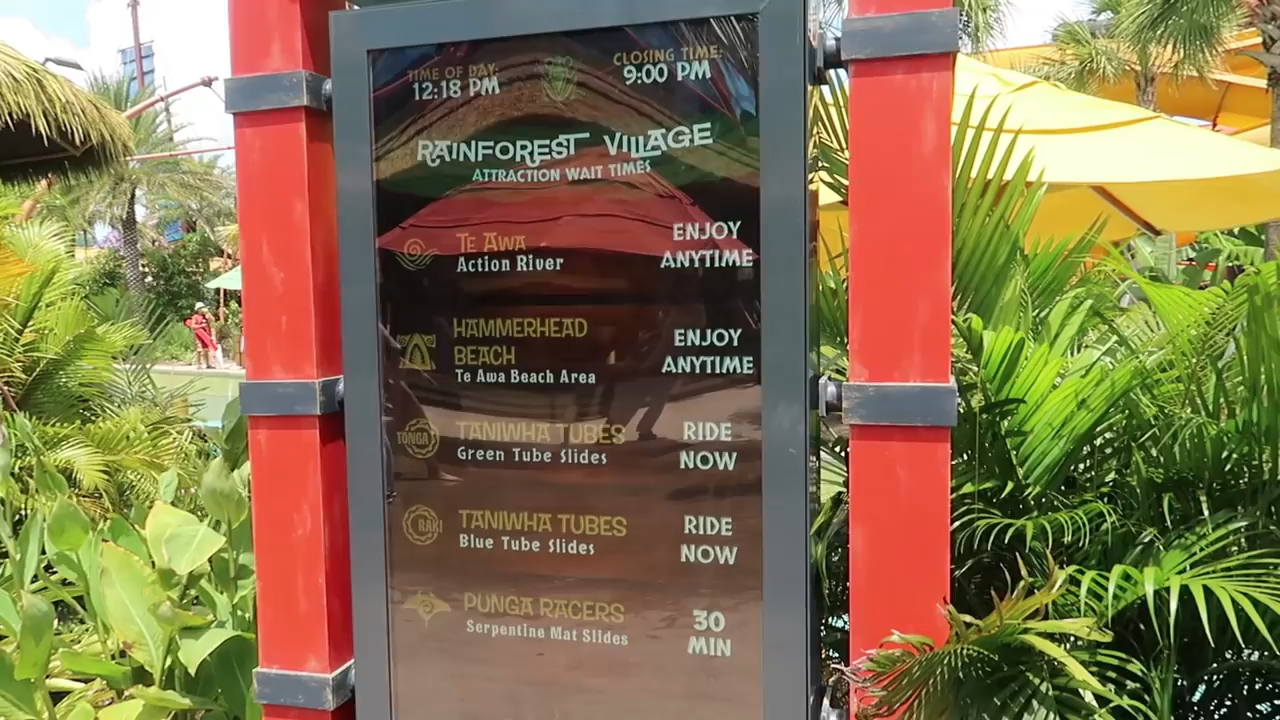 TIME OF DAY:
12:18 PM
CLOSING TIME:
9:00 PM
RAINFOREST VILLAGE
ATTRACTION WAIT TIMES
TE AWA
Action River
ENJOY
ANYTIME
HAMMERHEAD
BEACH
Te Awa Beach Area
ENJOY
ANYTIME
TONGA
TANIWHA TUBES
Green Tube Slides
RIDE
NOW
RAKI
TANIWHA TUBES
Blue Tube Slides
RIDE
NOW
PUNGA RACERS
Serpentine Mat Slides
30
MIN